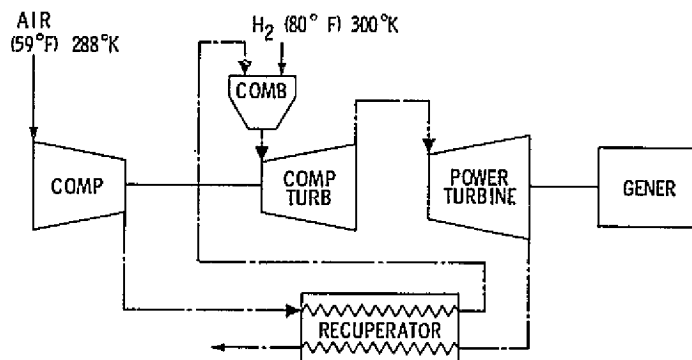 AIR
(59°F) 288°K
H₂ (80° F) 300°K
COMB
COMP
COMP
TURB
POWER
TURBINE
GENER
RECUPERATOR